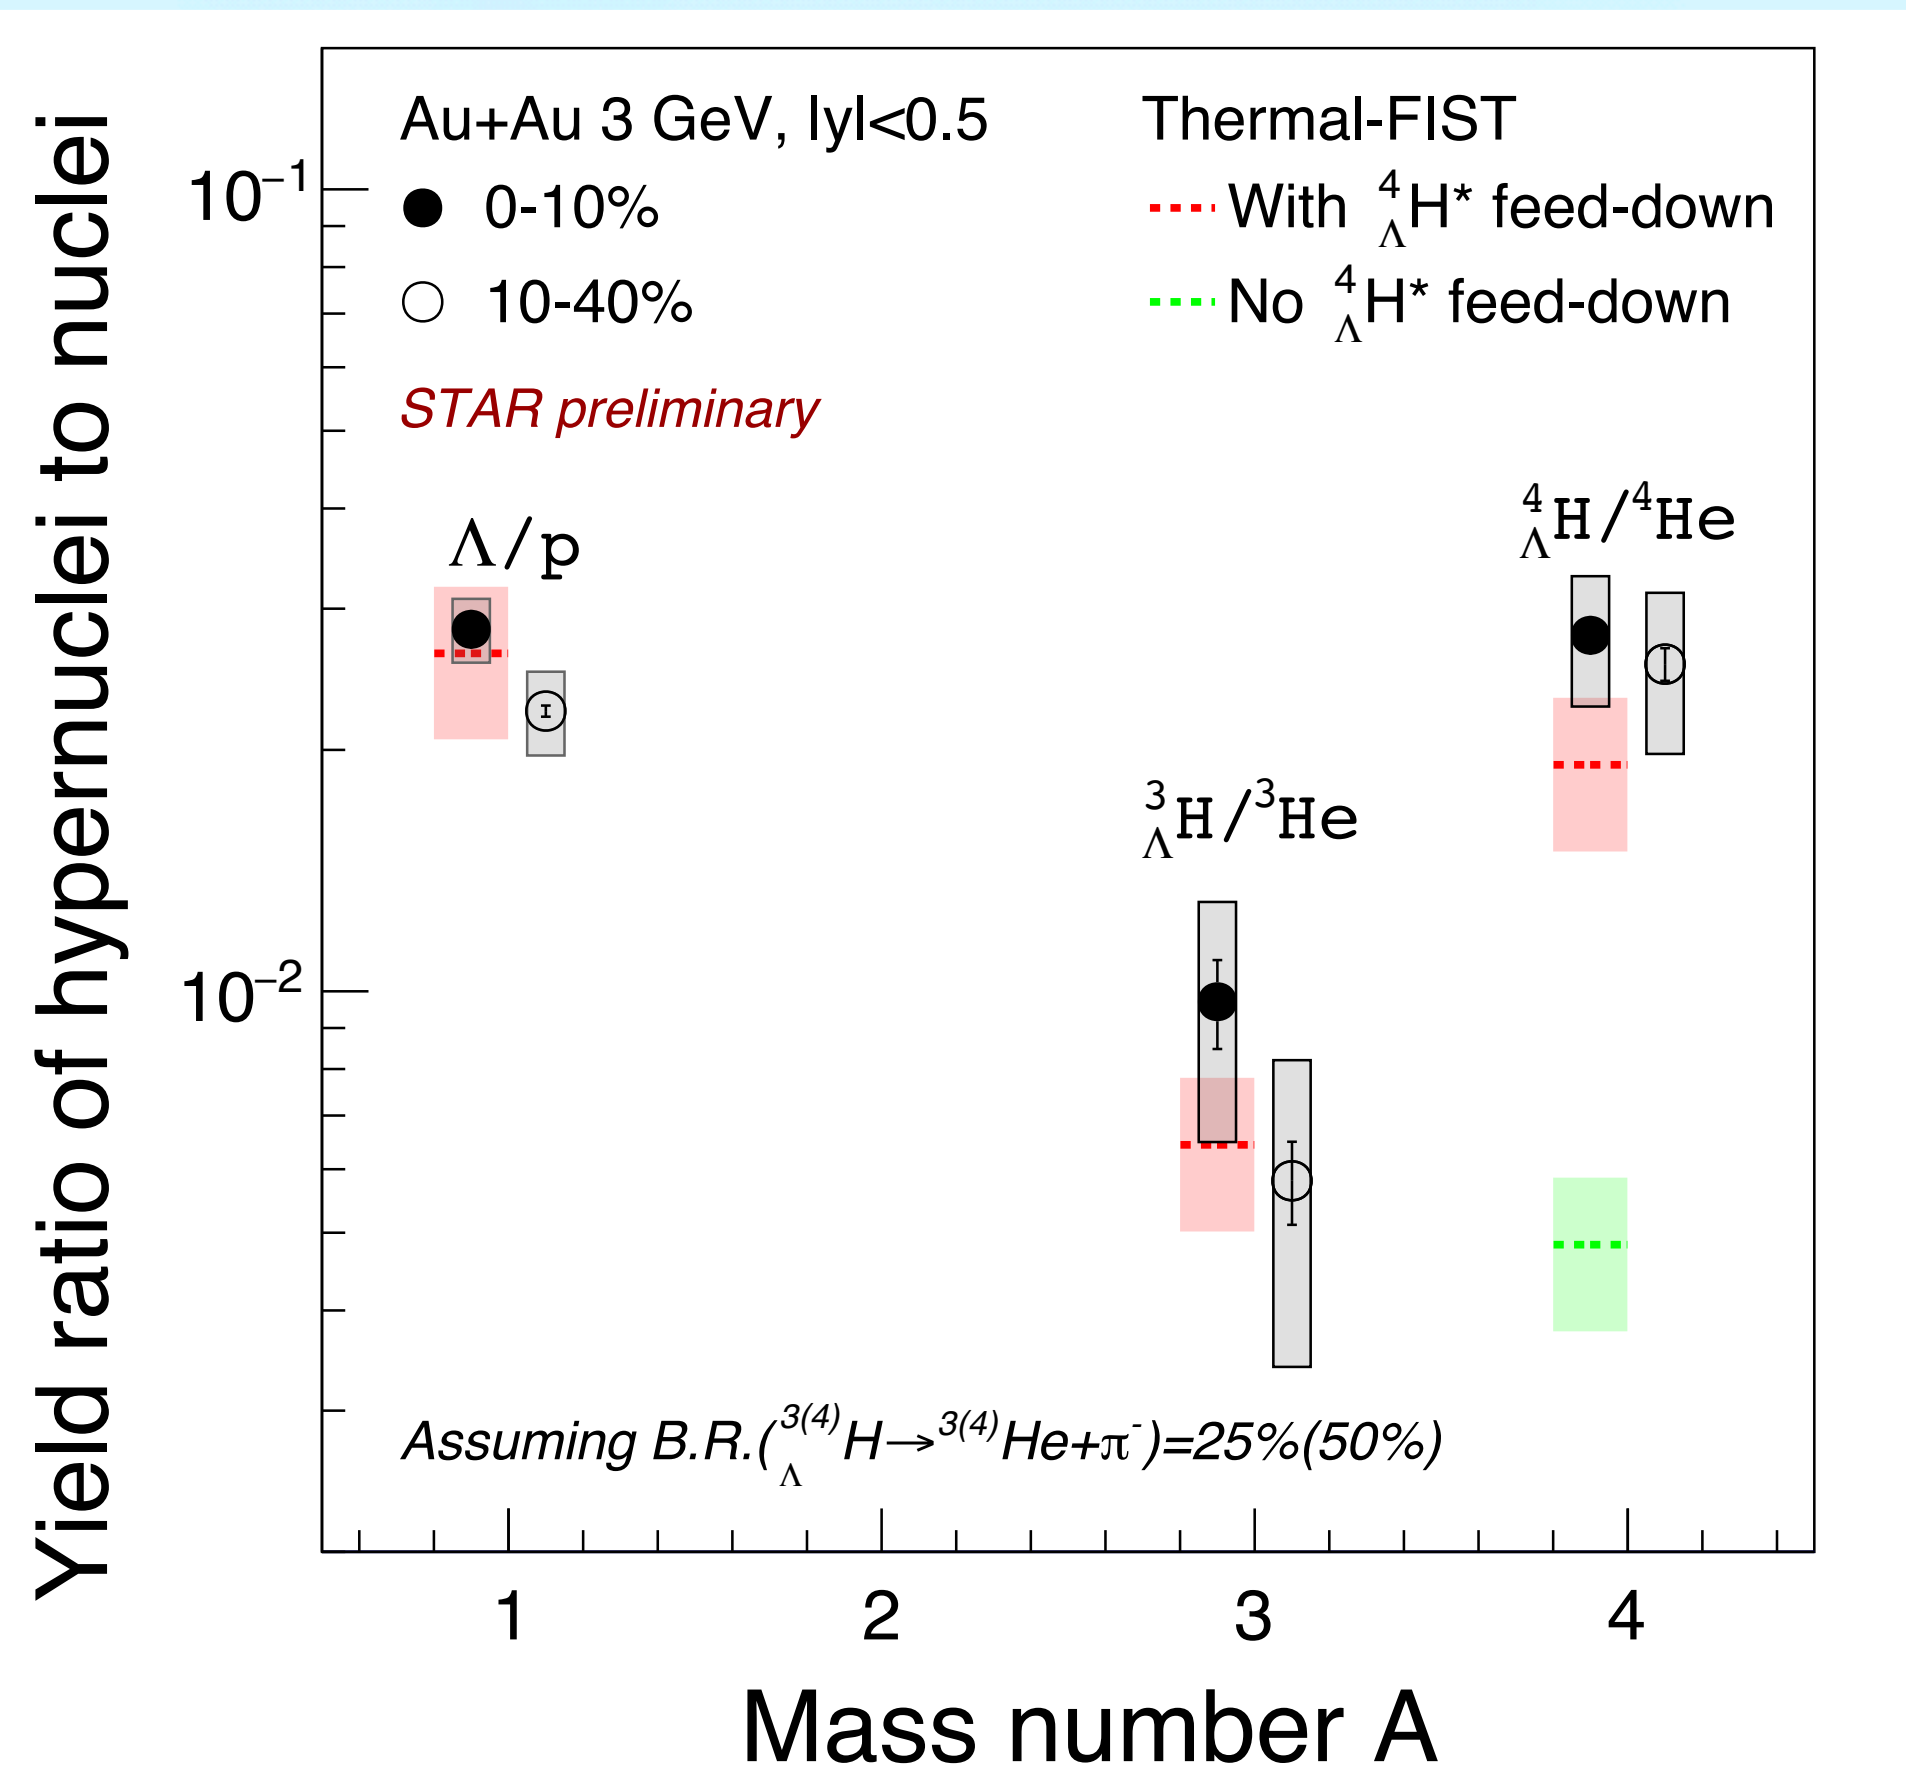 Yield ratio of hypernuclei to nuclei
Au+Au 3 GeV, |y|<0.5
0-10%
10-40%
STAR preliminary
Thermal-FIST
With ⁴ΛH* feed-down
No ⁴ΛH* feed-down
10⁻¹
10⁻²
Λ/p
³ΛH/³He
⁴ΛH/⁴He
Assuming B.R.(³⁽⁴⁾ΛH→³⁽⁴⁾He+π⁻)=25%(50%)
1 2 3 4
Mass number A